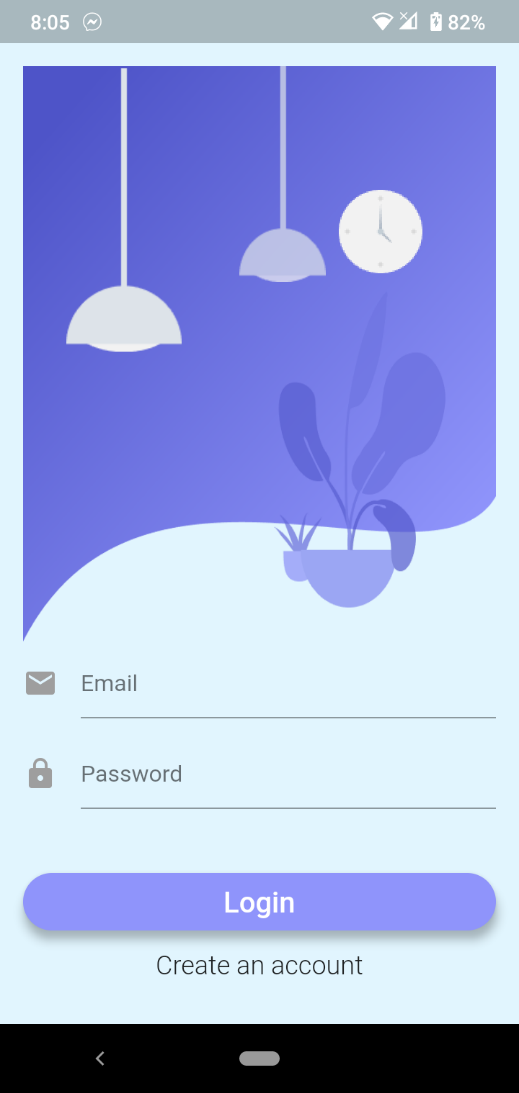 8:05 82%
Email
Password
Login
Create an account